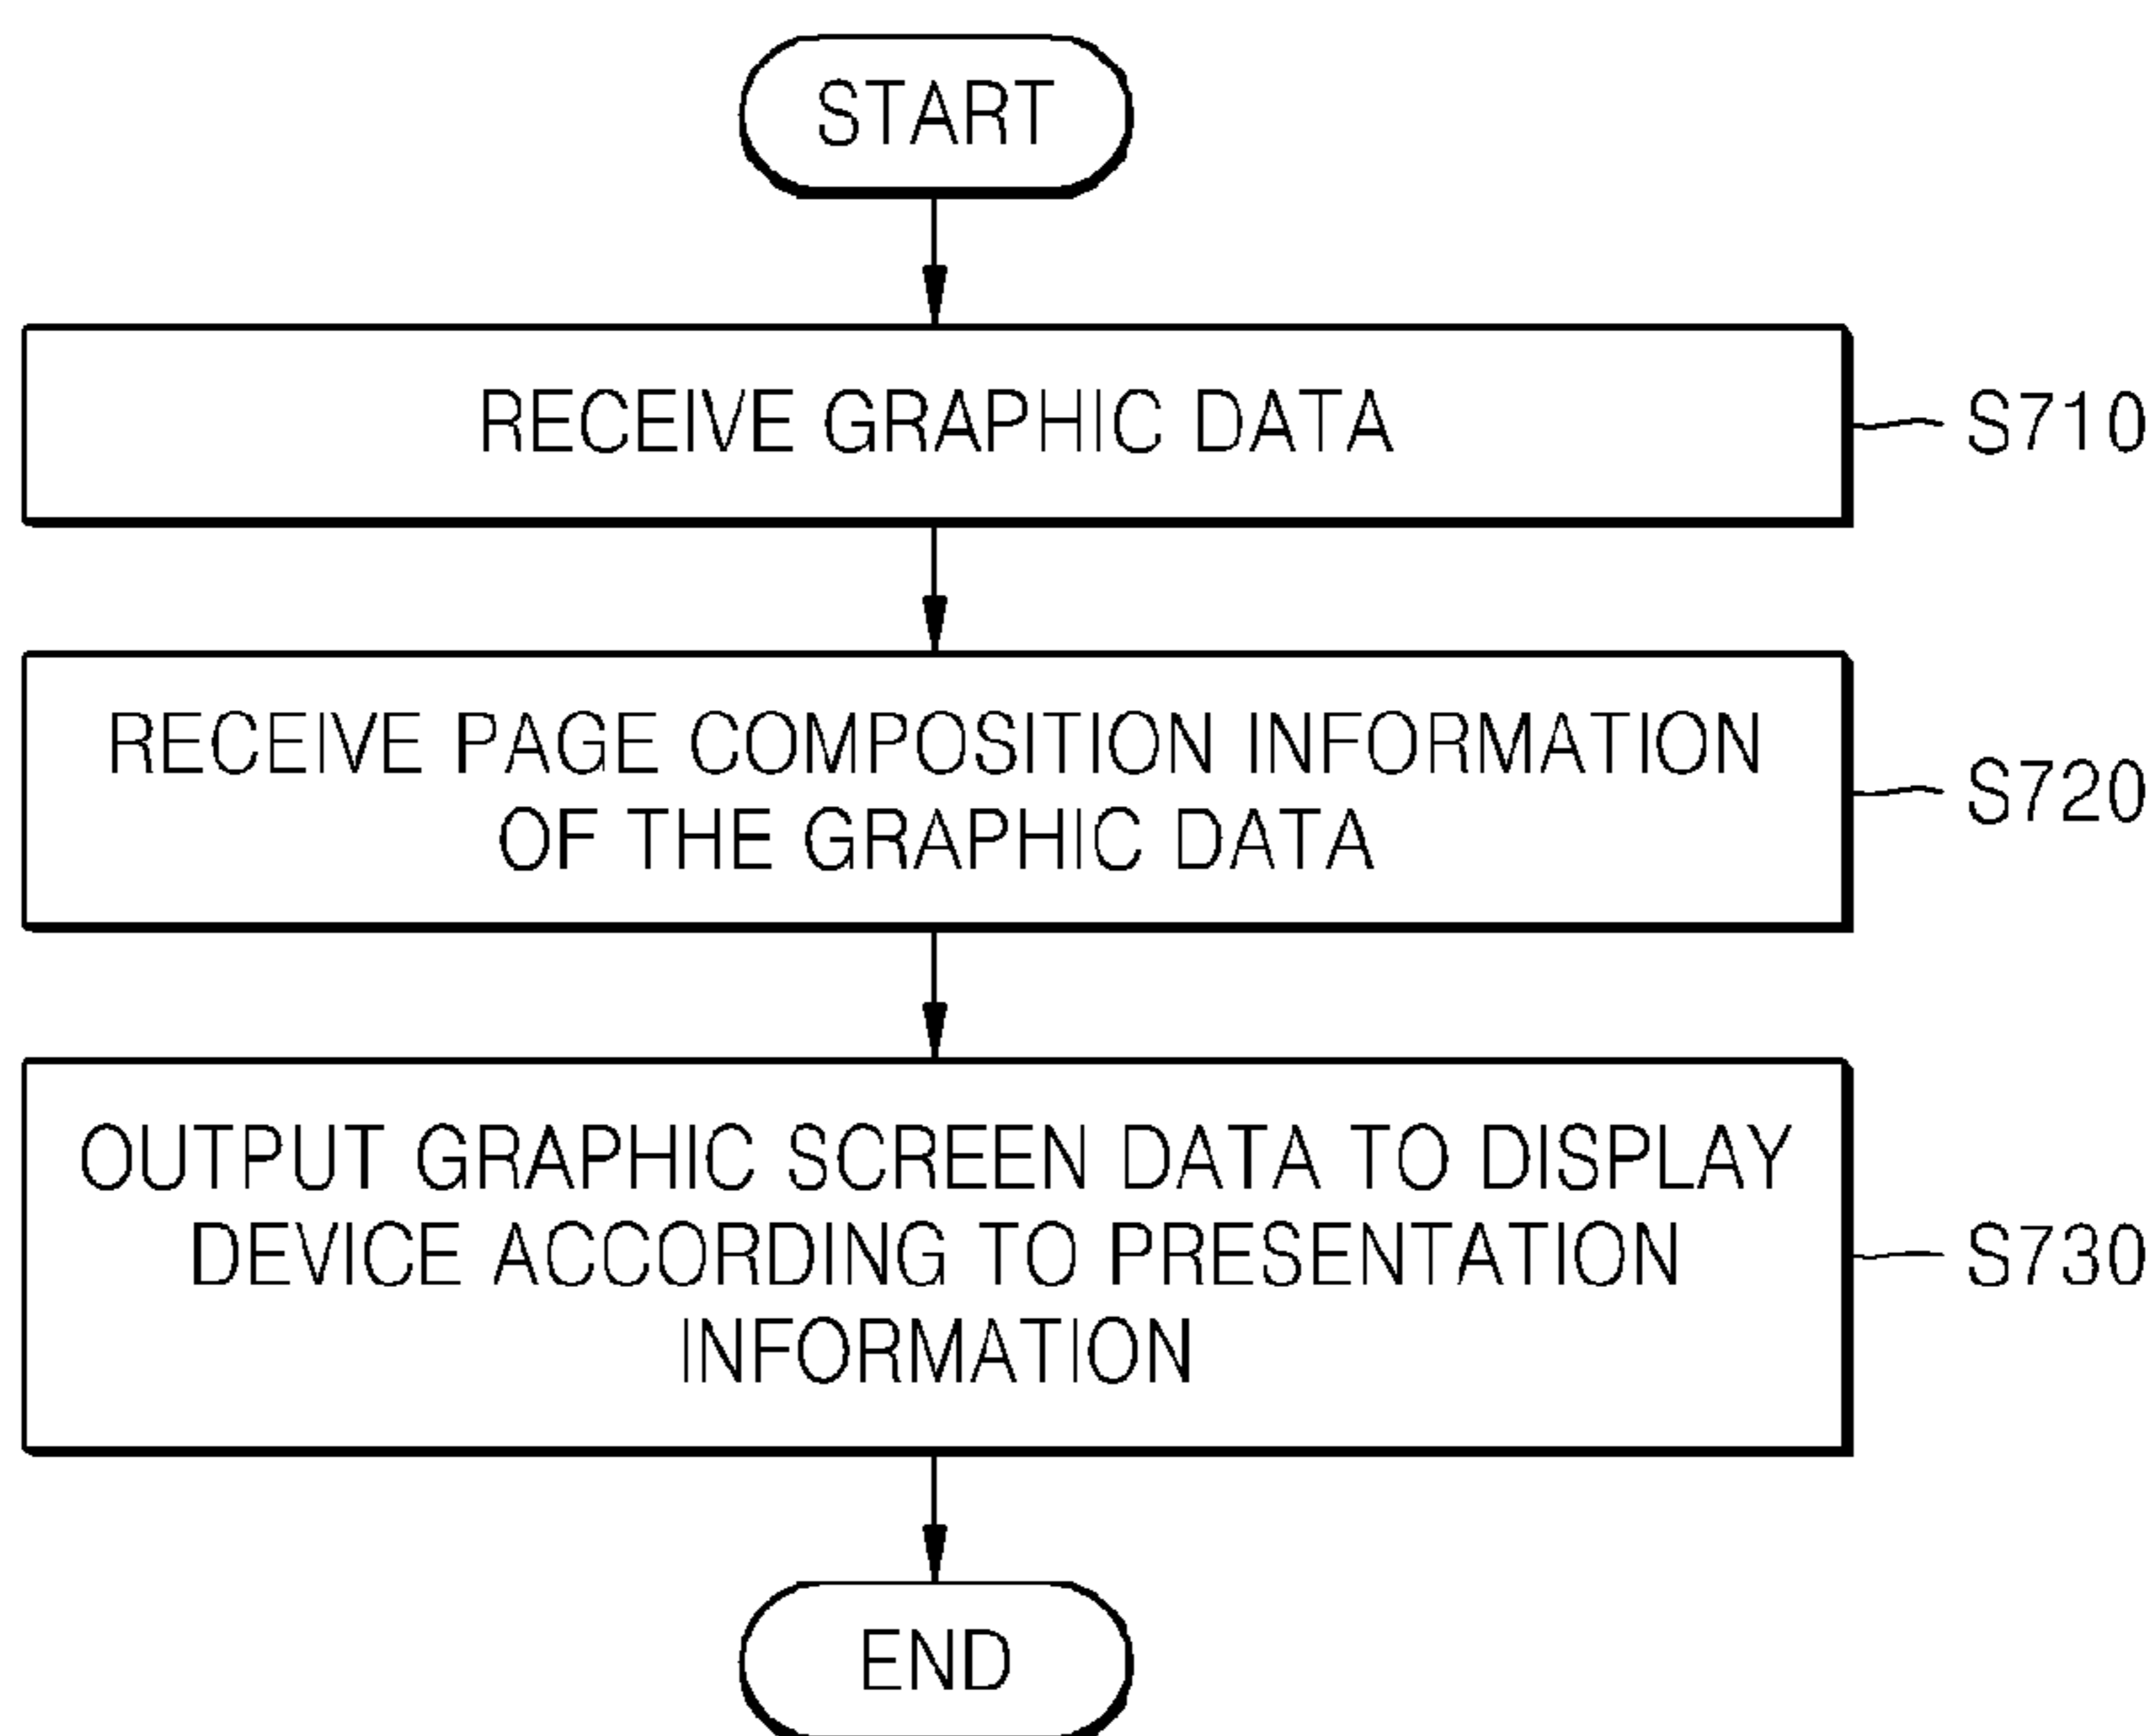 START
RECEIVE GRAPHIC DATA
S710
RECEIVE PAGE COMPOSITION INFORMATION
OF THE GRAPHIC DATA
S720
OUTPUT GRAPHIC SCREEN DATA TO DISPLAY
DEVICE ACCORDING TO PRESENTATION
INFORMATION
S730
END